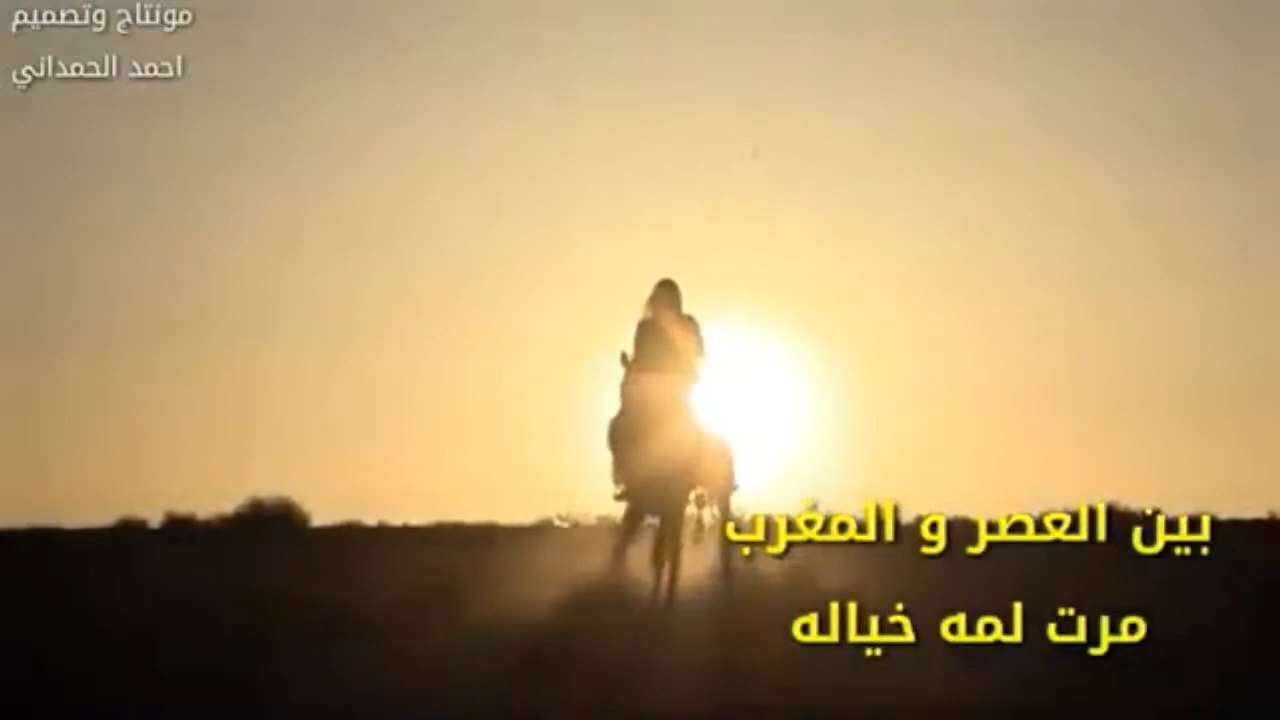 مونتاج وتصميم
احمد الحمداني
بين العصر و المغرب
مرت لمه خياله